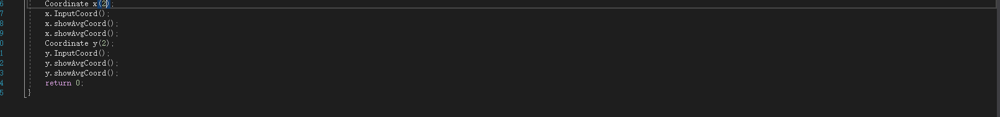 6 Coordinate x(2);
7 x.InputCoord();
8 x.showAvgCoord();
9 x.showAvgCoord();
0 Coordinate y(2);
1 y.InputCoord();
2 y.showAvgCoord();
3 y.showAvgCoord();
4 return 0;
5 }